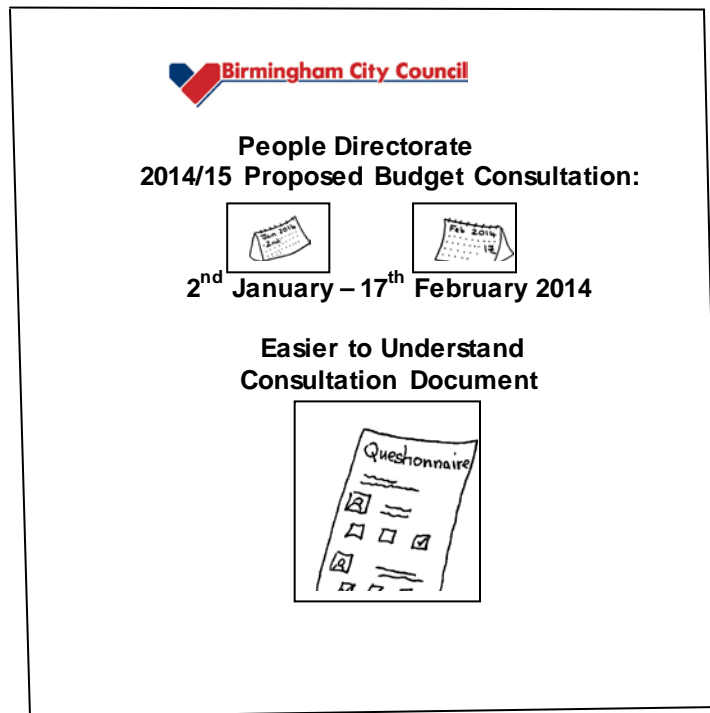 Birmingham City Council
People Directorate
2014/15 Proposed Budget Consultation:
Jan 2014
2nd
Feb 2014
17
2nd January – 17th February 2014
Easier to Understand
Consultation Document
Questionnaire